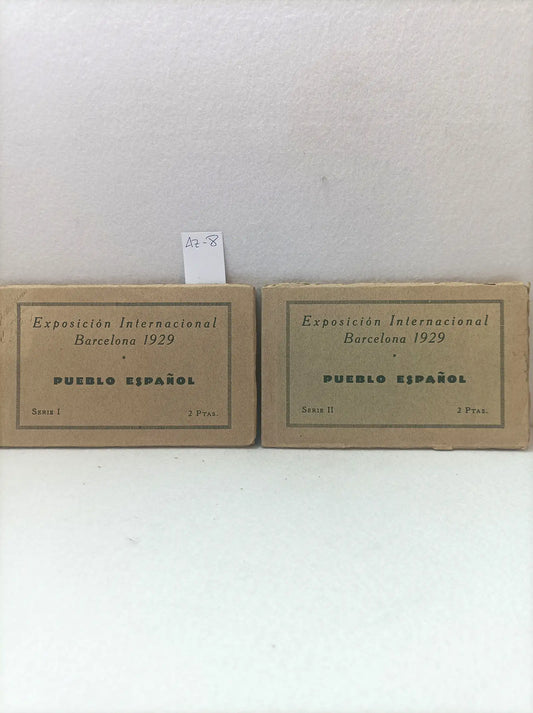 Az-8
Exposición Internacional
Barcelona 1929
PUEBLO ESPAÑOL
SERIE I 2 PTAS.
Exposición Internacional
Barcelona 1929
PUEBLO ESPAÑOL
SERIE II 2 PTAS.